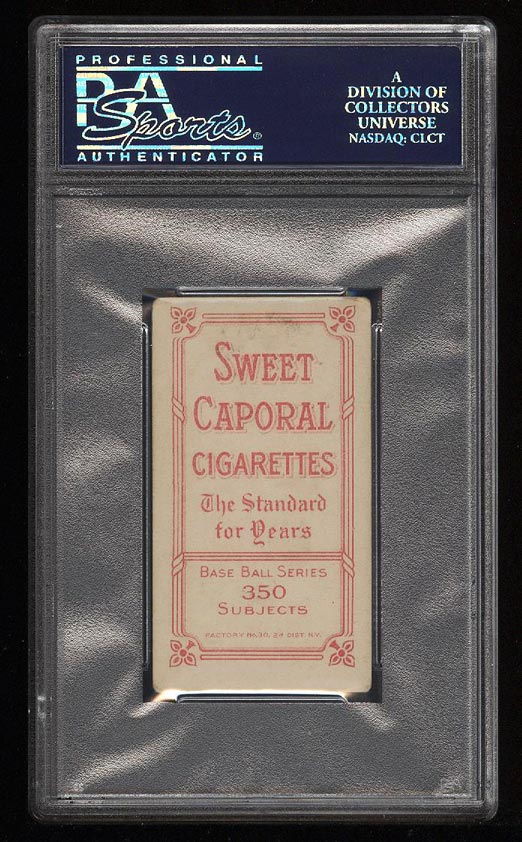 PROFESSIONAL
PSA
Sports
AUTHENTICATOR
A
DIVISION OF
COLLECTORS
UNIVERSE
NASDAQ: CLCT
SWEET
CAPORAL
CIGARETTES
The Standard
for Years
BASE BALL SERIES
350
SUBJECTS
FACTORY No. 30, 2d DIST. N.Y.